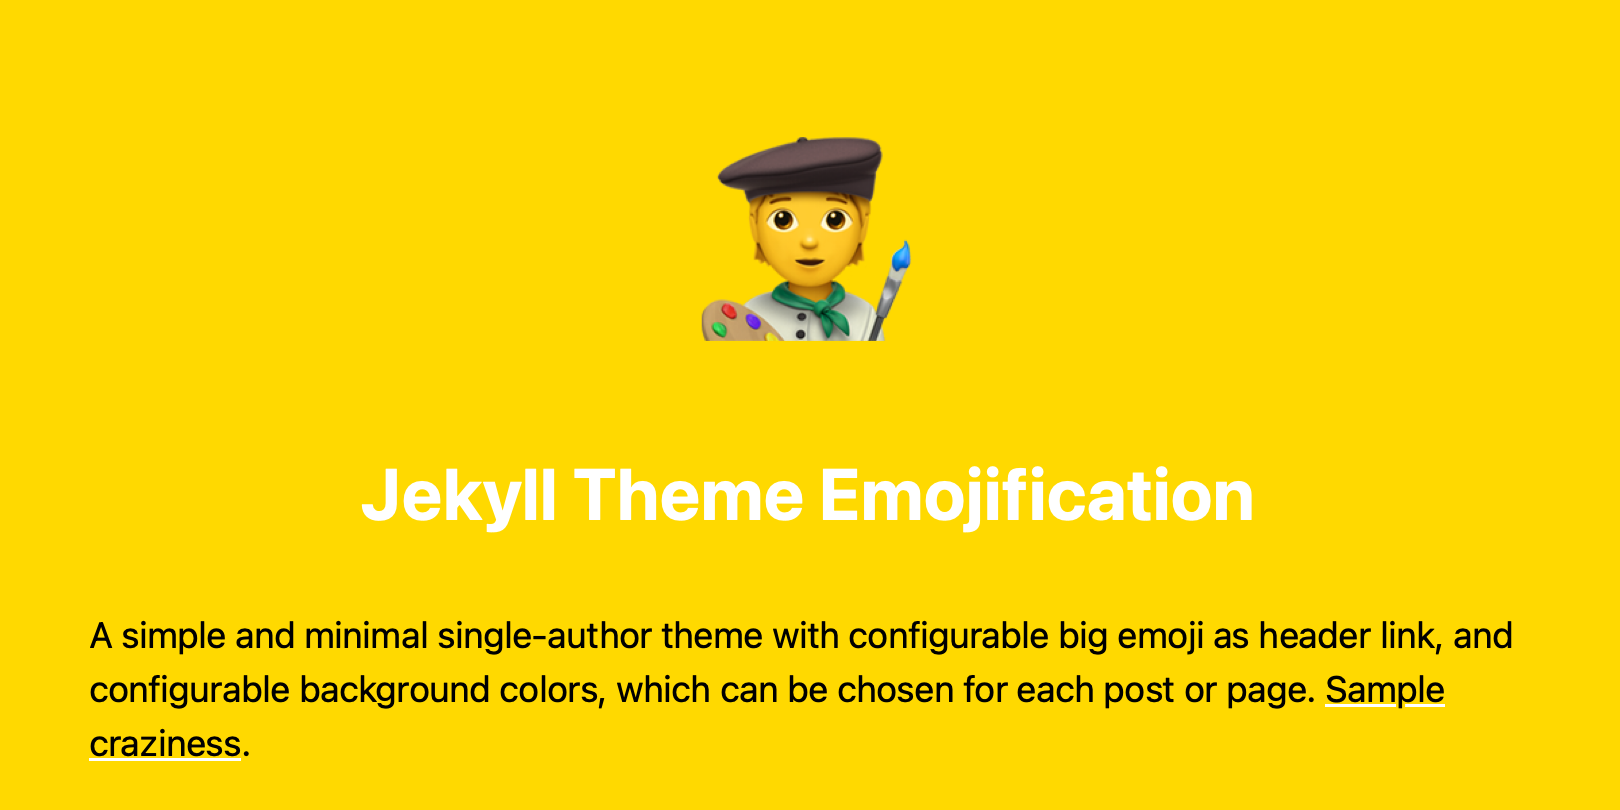 Jekyll Theme Emojification
A simple and minimal single-author theme with configurable big emoji as header link, and
configurable background colors, which can be chosen for each post or page. Sample
craziness.